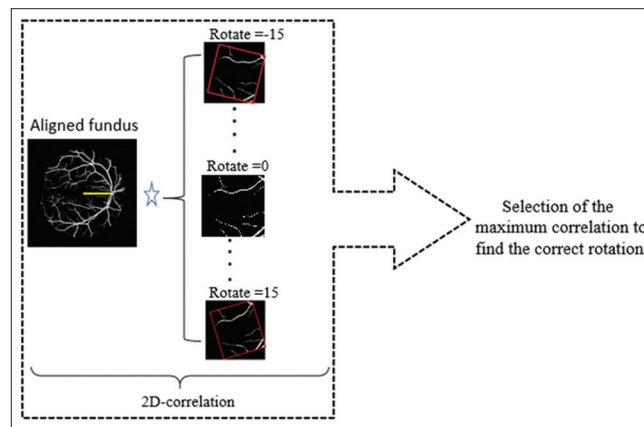 Rotate =-15
Aligned fundus
Rotate =0
Rotate =15
2D-correlation
Selection of the
maximum correlation to
find the correct rotation